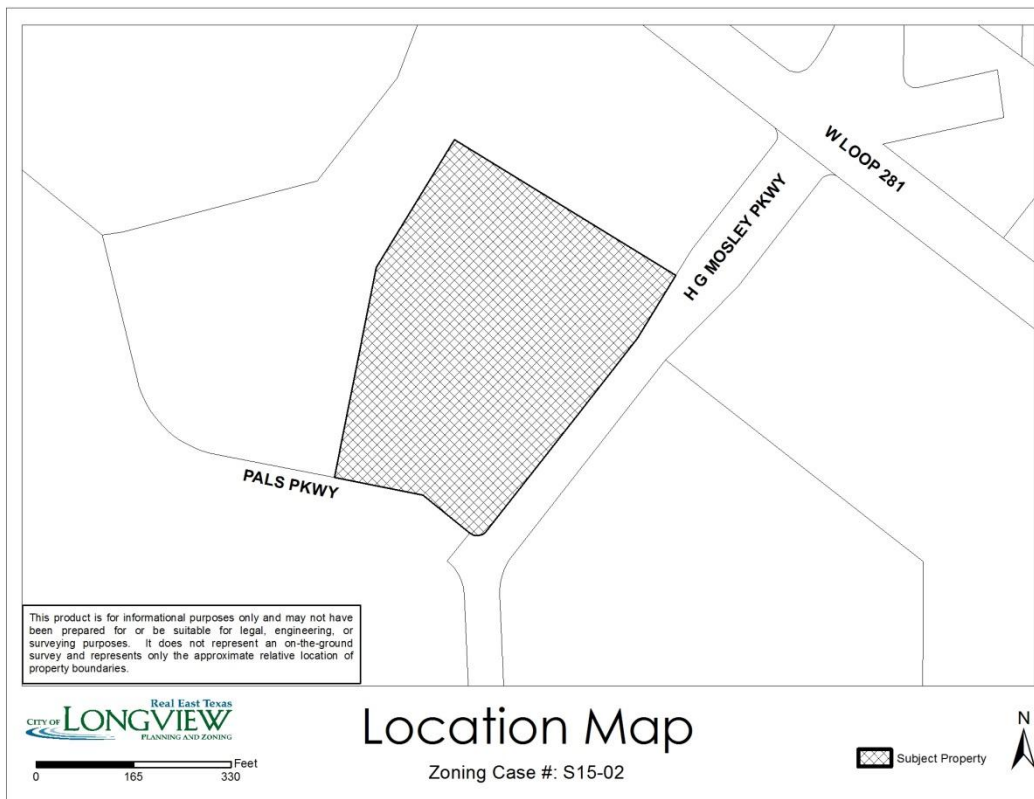 W LOOP 281
H G MOSLEY PKWY
PALS PKWY
This product is for informational purposes only and may not have
been prepared for or be suitable for legal, engineering, or
surveying purposes. It does not represent an on-the-ground
survey and represents only the approximate relative location of
property boundaries.
Real East Texas
CITY OF LONGVIEW
PLANNING AND ZONING
Feet
0 165 330
Location Map
Zoning Case #: S15-02
Subject Property
N